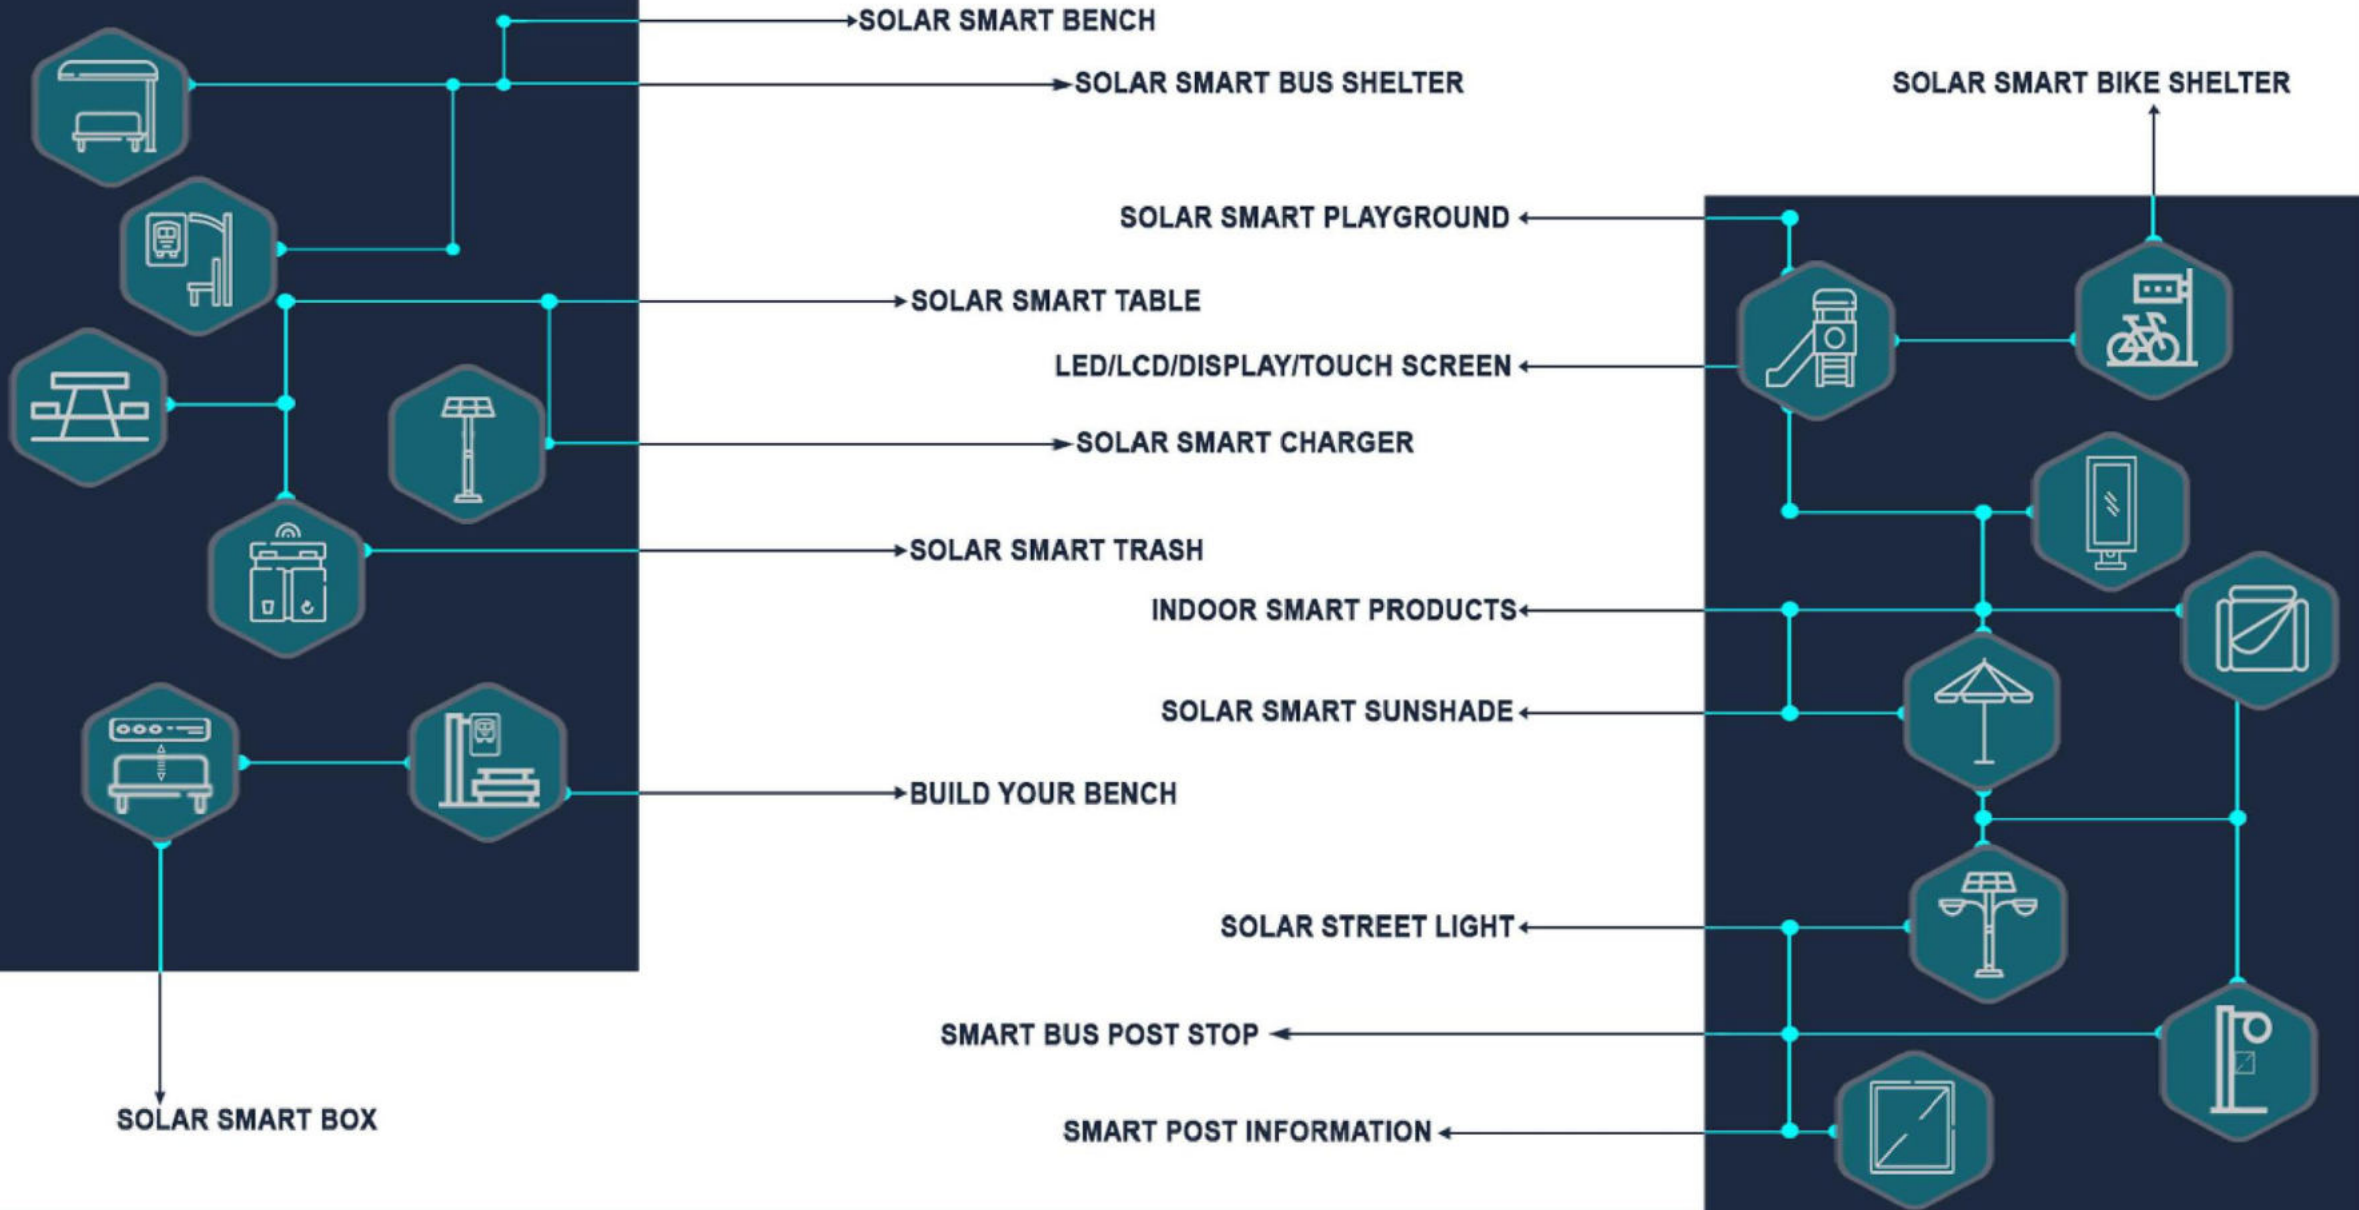 SOLAR SMART BENCH
SOLAR SMART BUS SHELTER
SOLAR SMART BIKE SHELTER
SOLAR SMART PLAYGROUND
SOLAR SMART TABLE
LED/LCD/DISPLAY/TOUCH SCREEN
SOLAR SMART CHARGER
SOLAR SMART TRASH
INDOOR SMART PRODUCTS
SOLAR SMART SUNSHADE
BUILD YOUR BENCH
SOLAR STREET LIGHT
SMART BUS POST STOP
SOLAR SMART BOX
SMART POST INFORMATION